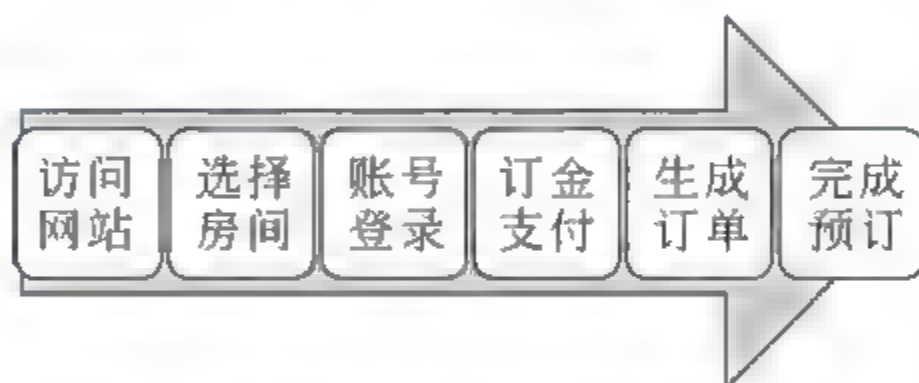 访问
网站
选择
房间
账号
登录
订金
支付
生成
订单
完成
预订